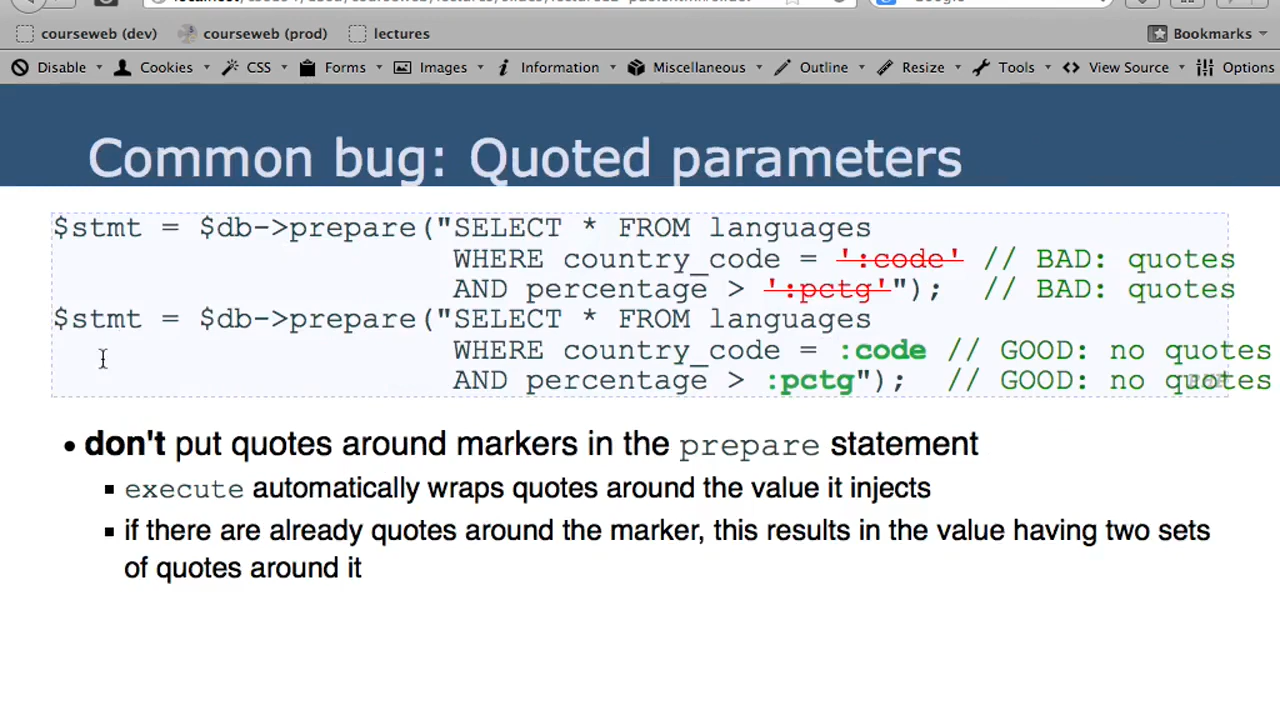 courseweb (dev) courseweb (prod) lectures Bookmarks
Disable Cookies CSS Forms Images Information Miscellaneous Outline Resize Tools View Source Options
Common bug: Quoted parameters
$stmt = $db->prepare("SELECT * FROM languages
WHERE country_code = ':code' // BAD: quotes
AND percentage > ':pctg'"); // BAD: quotes
$stmt = $db->prepare("SELECT * FROM languages
WHERE country_code = :code // GOOD: no quotes
AND percentage > :pctg"); // GOOD: no quotes
PHP
• don't put quotes around markers in the prepare statement
▪ execute automatically wraps quotes around the value it injects
▪ if there are already quotes around the marker, this results in the value having two sets
of quotes around it